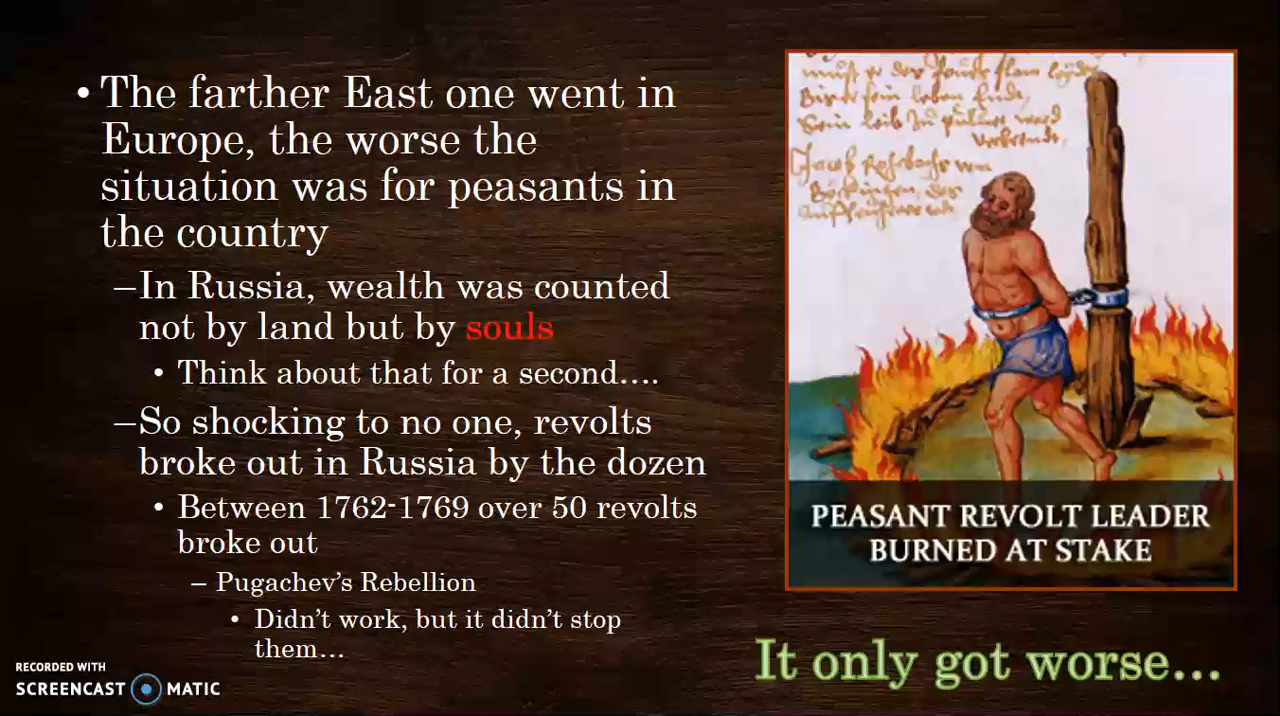 • The farther East one went in
Europe, the worse the
situation was for peasants in
the country
–In Russia, wealth was counted
not by land but by souls
• Think about that for a second….
–So shocking to no one, revolts
broke out in Russia by the dozen
• Between 1762-1769 over 50 revolts
broke out
– Pugachev’s Rebellion
• Didn’t work, but it didn’t stop
them…
PEASANT REVOLT LEADER
BURNED AT STAKE
It only got worse…
RECORDED WITH
SCREENCAST MATIC